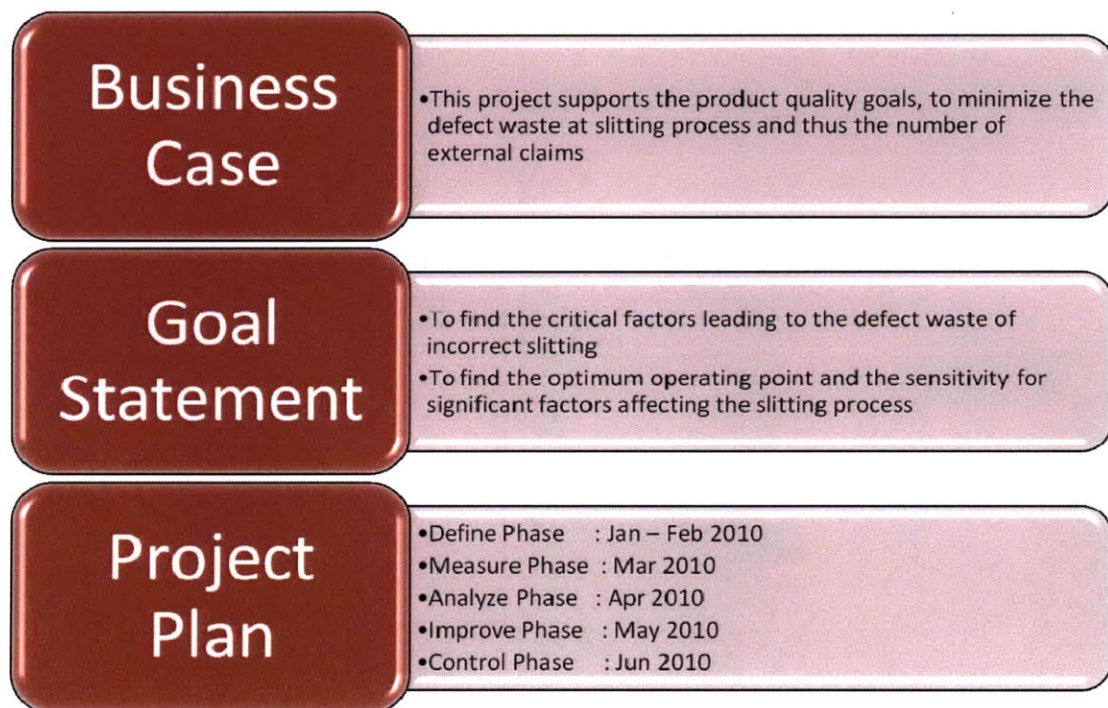 Business
Case
•This project supports the product quality goals, to minimize the
defect waste at slitting process and thus the number of
external claims
Goal
Statement
•To find the critical factors leading to the defect waste of
incorrect slitting
•To find the optimum operating point and the sensitivity for
significant factors affecting the slitting process
Project
Plan
•Define Phase : Jan – Feb 2010
•Measure Phase : Mar 2010
•Analyze Phase : Apr 2010
•Improve Phase : May 2010
•Control Phase : Jun 2010